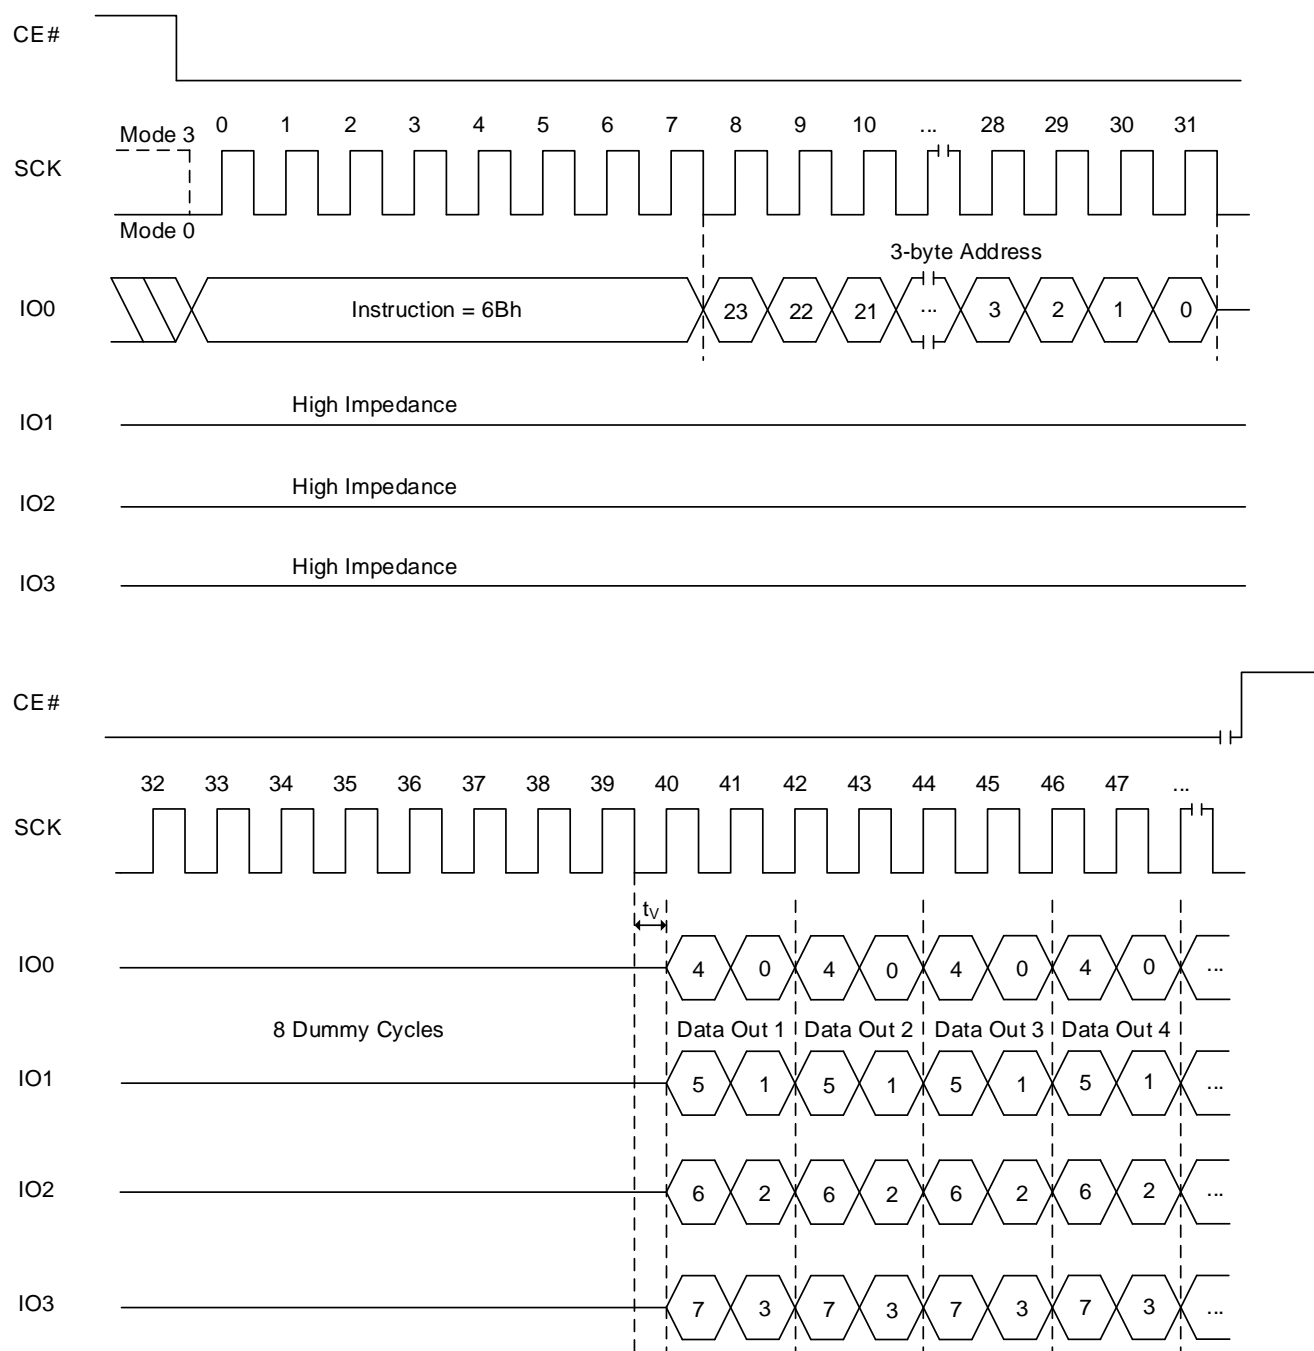 CE#
0 1 2 3 4 5 6 7 8 9 10 ... 28 29 30 31
Mode 3
SCK
Mode 0
3-byte Address
IO0 Instruction = 6Bh 23 22 21 ... 3 2 1 0
High Impedance
IO1
High Impedance
IO2
High Impedance
IO3
CE#
32 33 34 35 36 37 38 39 40 41 42 43 44 45 46 47 ...
SCK
tV
IO0 4 0 4 0 4 0 4 0 ...
8 Dummy Cycles Data Out 1 Data Out 2 Data Out 3 Data Out 4
IO1 5 1 5 1 5 1 5 1 ...
IO2 6 2 6 2 6 2 6 2 ...
IO3 7 3 7 3 7 3 7 3 ...